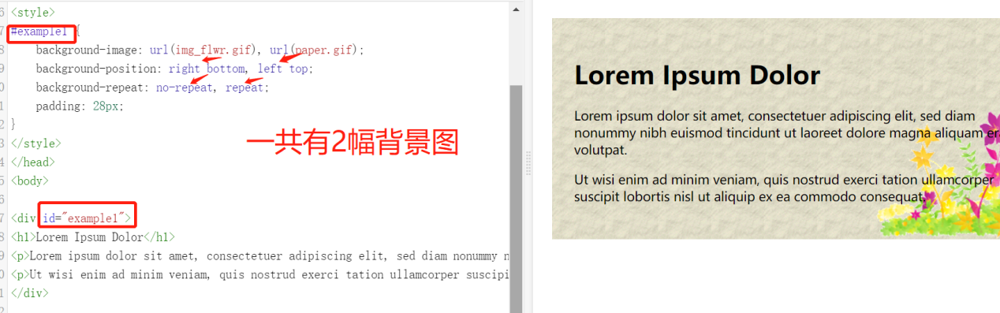 <style>
#example1 {
background-image: url(img_flwr.gif), url(paper.gif);
background-position: right bottom, left top;
background-repeat: no-repeat, repeat;
padding: 28px;
}
</style>
</head>
<body>
<div id="example1">
<h1>Lorem Ipsum Dolor</h1>
<p>Lorem ipsum dolor sit amet, consectetuer adipiscing elit, sed diam nonummy n
<p>Ut wisi enim ad minim veniam, quis nostrud exerci tation ullamcorper suscipi
</div>
一共有2幅背景图
Lorem Ipsum Dolor
Lorem ipsum dolor sit amet, consectetuer adipiscing elit, sed diam
nonummy nibh euismod tincidunt ut laoreet dolore magna aliquam era
volutpat.
Ut wisi enim ad minim veniam, quis nostrud exerci tation ullamcorper
suscipit lobortis nisl ut aliquip ex ea commodo consequat.